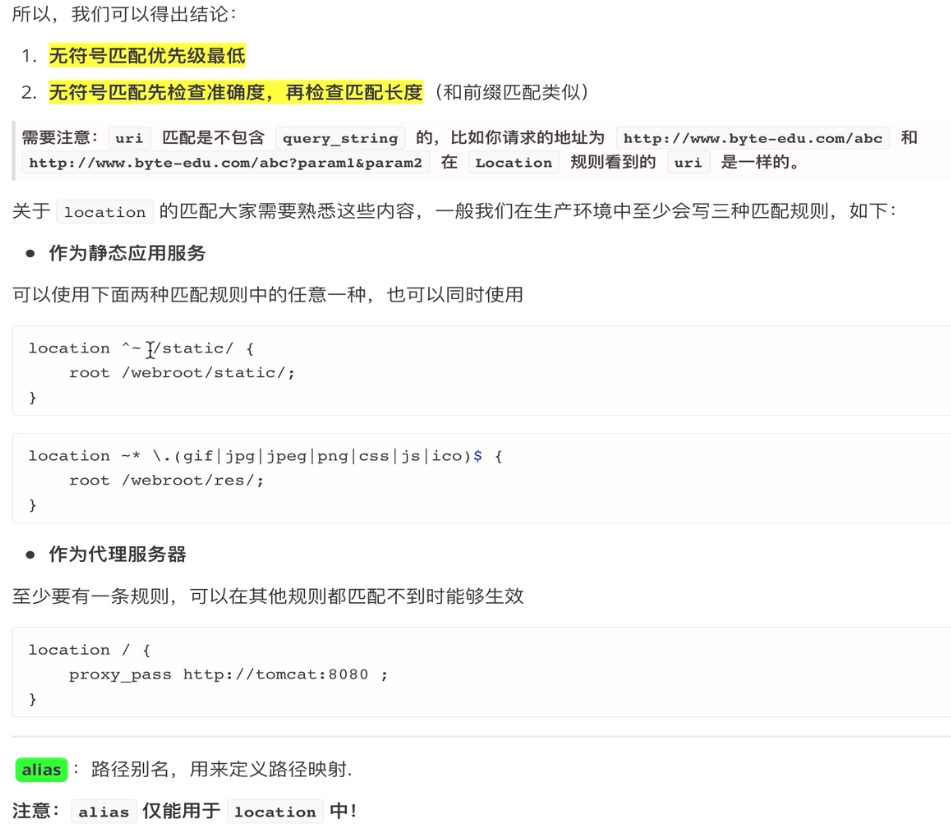 所以，我们可以得出结论：
1. 无符号匹配优先级最低
2. 无符号匹配先检查准确度，再检查匹配长度（和前缀匹配类似）
需要注意： uri 匹配是不包含 query_string 的，比如你请求的地址为 http://www.byte-edu.com/abc 和
http://www.byte-edu.com/abc?param1&param2 在 Location 规则看到的 uri 是一样的。
关于 location 的匹配大家需要熟悉这些内容，一般我们在生产环境中至少会写三种匹配规则，如下：
● 作为静态应用服务
可以使用下面两种匹配规则中的任意一种，也可以同时使用
location ^~ /static/ {
    root /webroot/static/;
}
location ~* \.(gif|jpg|jpeg|png|css|js|ico)$ {
    root /webroot/res/;
}
● 作为代理服务器
至少要有一条规则，可以在其他规则都匹配不到时能够生效
location / {
    proxy_pass http://tomcat:8080 ;
}
alias ：路径别名，用来定义路径映射.
注意： alias 仅能用于 location 中！